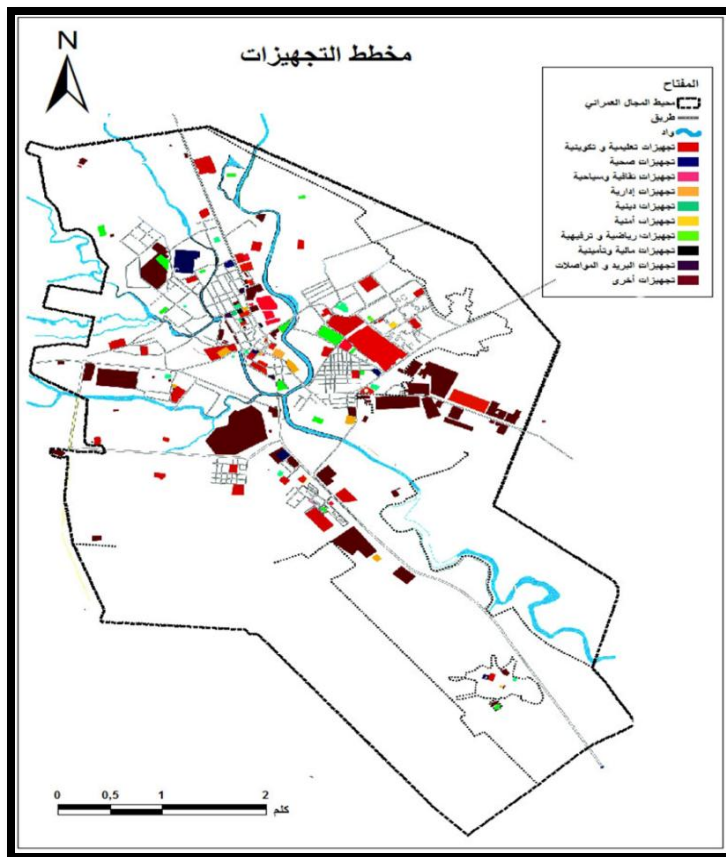 N
مخطط التجهيزات
المفتاح
محيط المجال العمراني
طريق
واد
تجهيزات تعليمية و تكوينية
تجهيزات صحية
تجهيزات ثقافية وسياحية
تجهيزات إدارية
تجهيزات دينية
تجهيزات أمنية
تجهيزات رياضية و ترفيهية
تجهيزات مالية وتأمينية
تجهيزات البريد و المواصلات
تجهيزات أخرى
0 0,5 1 2
كلم